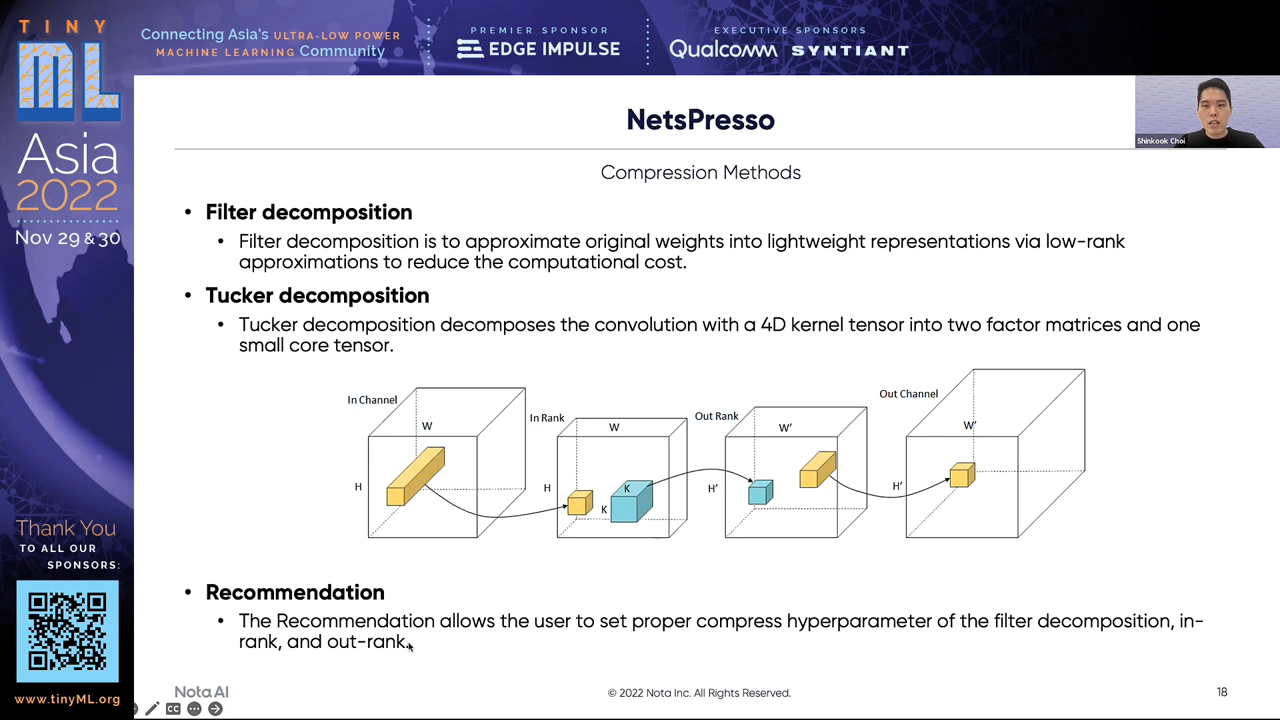 TINY
ML
Asia
2022
Nov 29 & 30
Connecting Asia's ULTRA-LOW POWER
MACHINE LEARNING Community
PREMIER SPONSOR
EDGE IMPULSE
EXECUTIVE SPONSORS
Qualcomm SYNTIANT
Shinkook Choi
NetsPresso
Compression Methods
• Filter decomposition
• Filter decomposition is to approximate original weights into lightweight representations via low-rank
approximations to reduce the computational cost.
• Tucker decomposition
• Tucker decomposition decomposes the convolution with a 4D kernel tensor into two factor matrices and one
small core tensor.
In Channel
W
H
In Rank
W
H
K
K
Out Rank
W'
H'
Out Channel
W'
H'
• Recommendation
• The Recommendation allows the user to set proper compress hyperparameter of the filter decomposition, in-
rank, and out-rank.
Thank You
TO ALL OUR
SPONSORS:
www.tinyML.org
Nota AI
© 2022 Nota Inc. All Rights Reserved.
18
CC